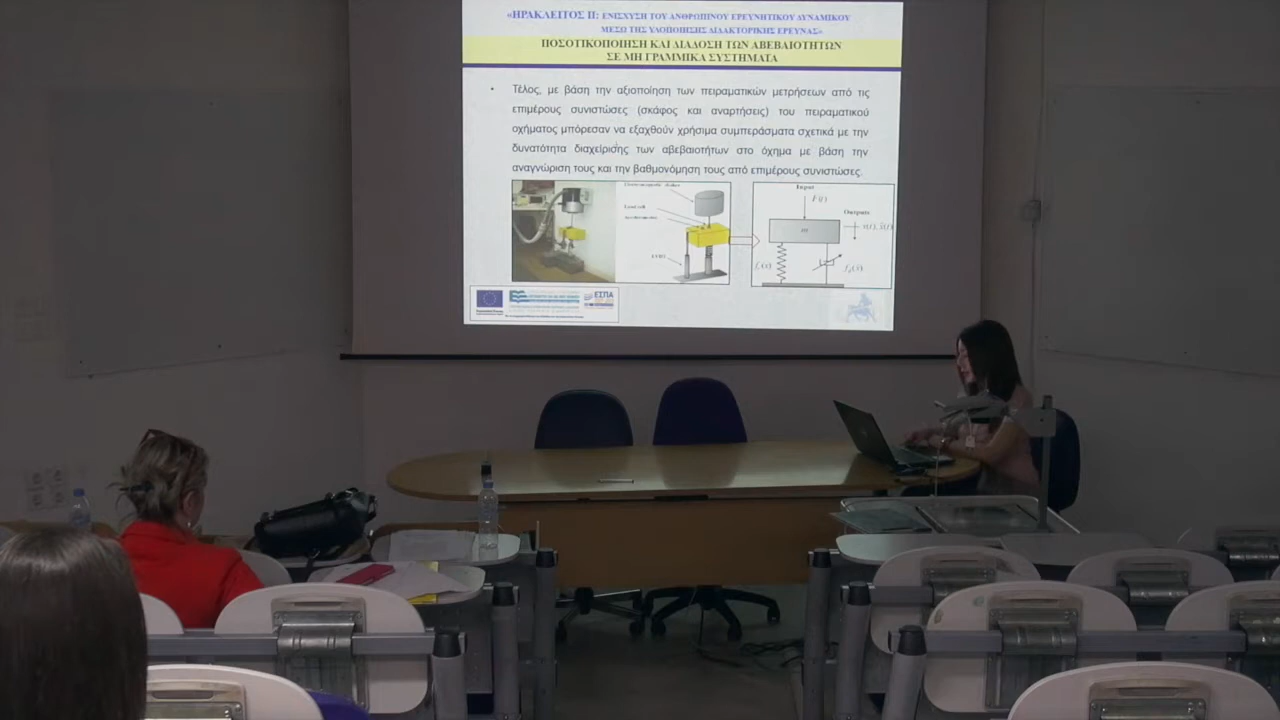 «ΗΡΑΚΛΕΙΤΟΣ ΙΙ: ΕΝΙΣΧΥΣΗ ΤΟΥ ΑΝΘΡΩΠΙΝΟΥ ΕΡΕΥΝΗΤΙΚΟΥ ΔΥΝΑΜΙΚΟΥ
ΜΕΣΩ ΤΗΣ ΥΛΟΠΟΙΗΣΗΣ ΔΙΔΑΚΤΟΡΙΚΗΣ ΕΡΕΥΝΑΣ»
ΠΟΣΟΤΙΚΟΠΟΙΗΣΗ ΚΑΙ ΔΙΑΔΟΣΗ ΤΩΝ ΑΒΕΒΑΙΟΤΗΤΩΝ
ΣΕ ΜΗ ΓΡΑΜΜΙΚΑ ΣΥΣΤΗΜΑΤΑ
• Τέλος, με βάση την αξιοποίηση των πειραματικών μετρήσεων από τις
επιμέρους συνιστώσες (σκάφος και αναρτήσεις) του πειραματικού
οχήματος μπόρεσαν να εξαχθούν χρήσιμα συμπεράσματα σχετικά με την
δυνατότητα διαχείρισης των αβεβαιοτήτων στο όχημα με βάση την
αναγνώριση τους και την βαθμονόμηση τους από επιμέρους συνιστώσες.
Load cell
Input
F(t)
Outputs
m
ΕΣΠΑ